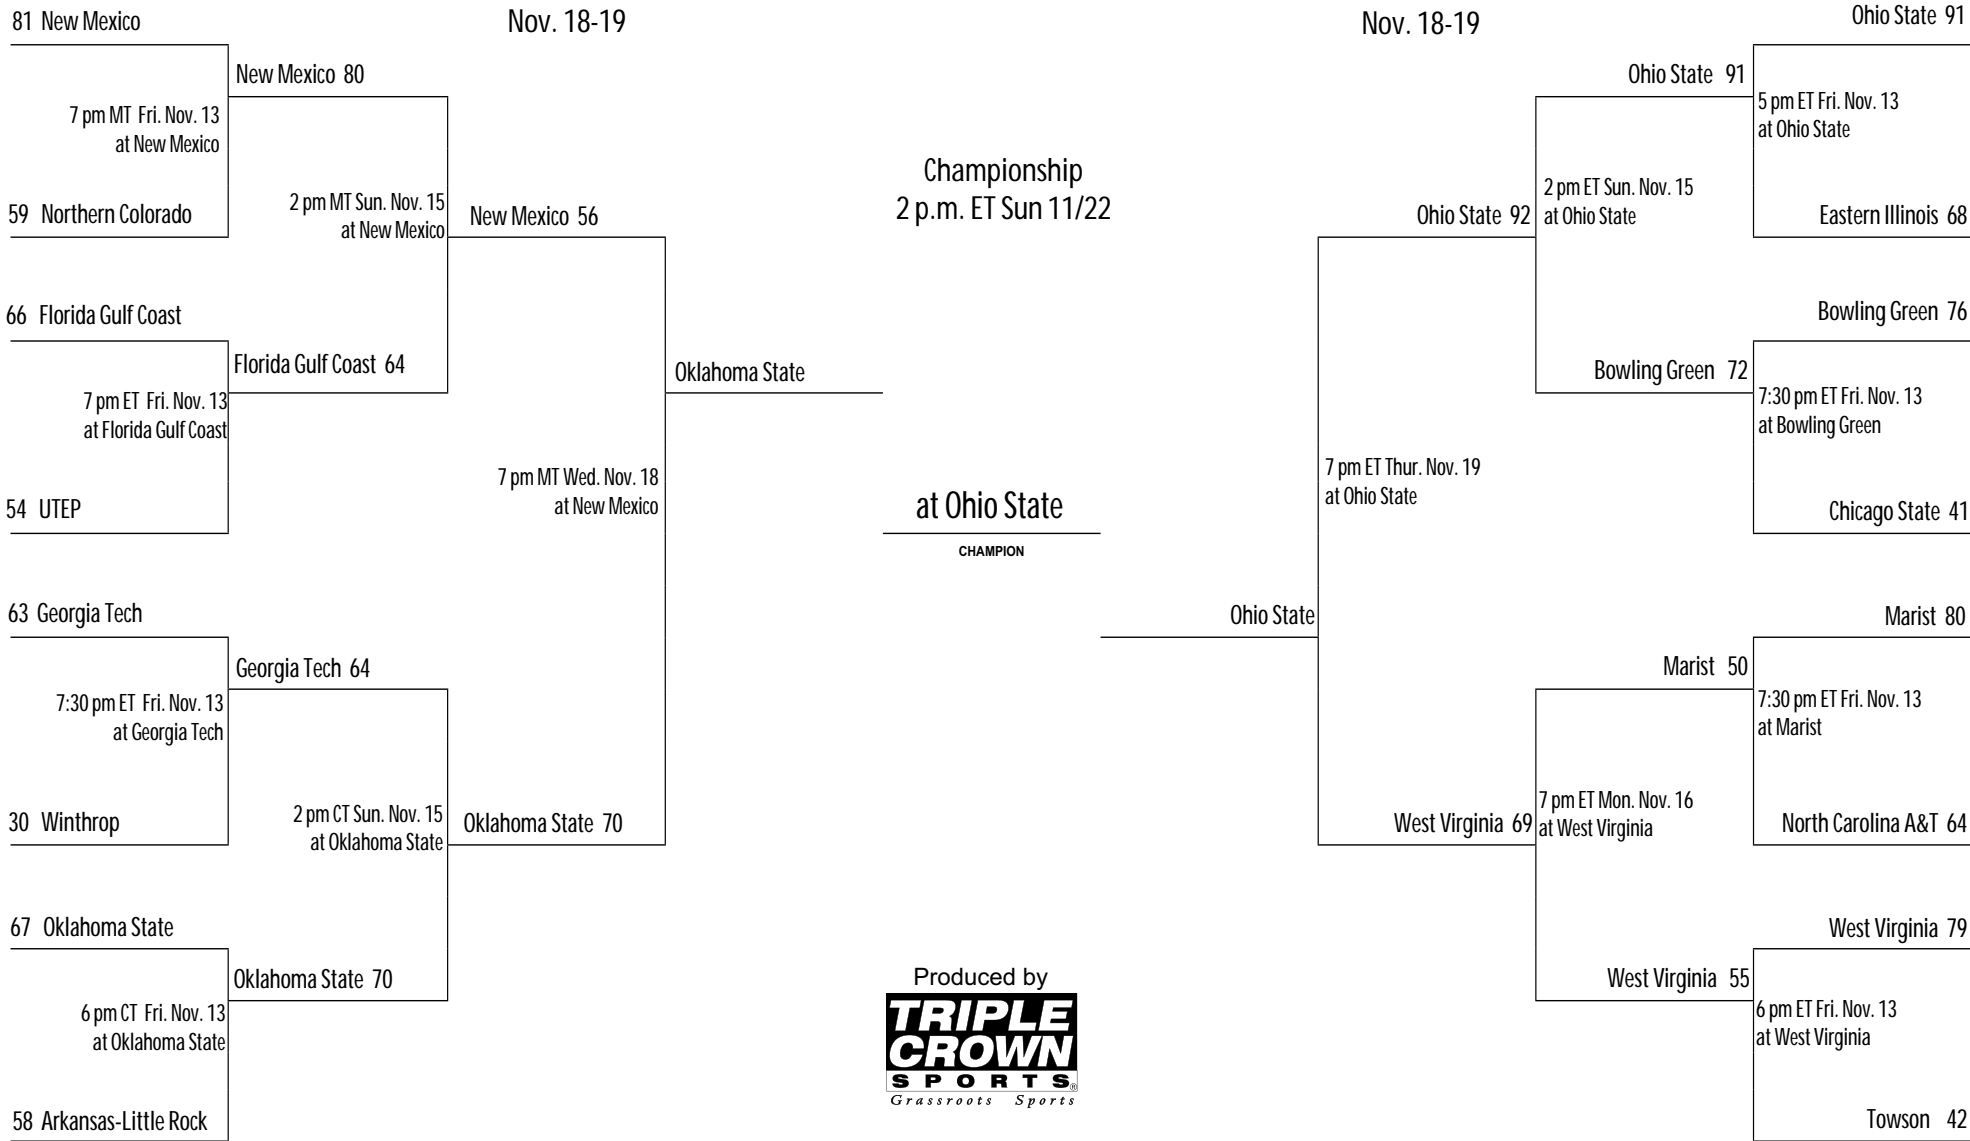 81 New Mexico
Nov. 18-19
Nov. 18-19
Ohio State 91
New Mexico 80
Ohio State 91
7 pm MT Fri. Nov. 13
at New Mexico
5 pm ET Fri. Nov. 13
at Ohio State
Championship
2 p.m. ET Sun 11/22
59 Northern Colorado
2 pm MT Sun. Nov. 15
at New Mexico
New Mexico 56
Ohio State 92
2 pm ET Sun. Nov. 15
at Ohio State
Eastern Illinois 68
66 Florida Gulf Coast
Bowling Green 76
Florida Gulf Coast 64
Oklahoma State
Bowling Green 72
7 pm ET Fri. Nov. 13
at Florida Gulf Coast
7:30 pm ET Fri. Nov. 13
at Bowling Green
7 pm MT Wed. Nov. 18
at New Mexico
7 pm ET Thur. Nov. 19
at Ohio State
54 UTEP
at Ohio State
CHAMPION
Chicago State 41
63 Georgia Tech
Ohio State
Marist 80
Georgia Tech 64
Marist 50
7:30 pm ET Fri. Nov. 13
at Georgia Tech
7:30 pm ET Fri. Nov. 13
at Marist
30 Winthrop
2 pm CT Sun. Nov. 15
at Oklahoma State
Oklahoma State 70
West Virginia 69
7 pm ET Mon. Nov. 16
at West Virginia
North Carolina A&T 64
67 Oklahoma State
West Virginia 79
Oklahoma State 70
West Virginia 55
6 pm CT Fri. Nov. 13
at Oklahoma State
6 pm ET Fri. Nov. 13
at West Virginia
Produced by
TRIPLE
CROWN
SPORTS®
Grassroots Sports
58 Arkansas-Little Rock
Towson 42